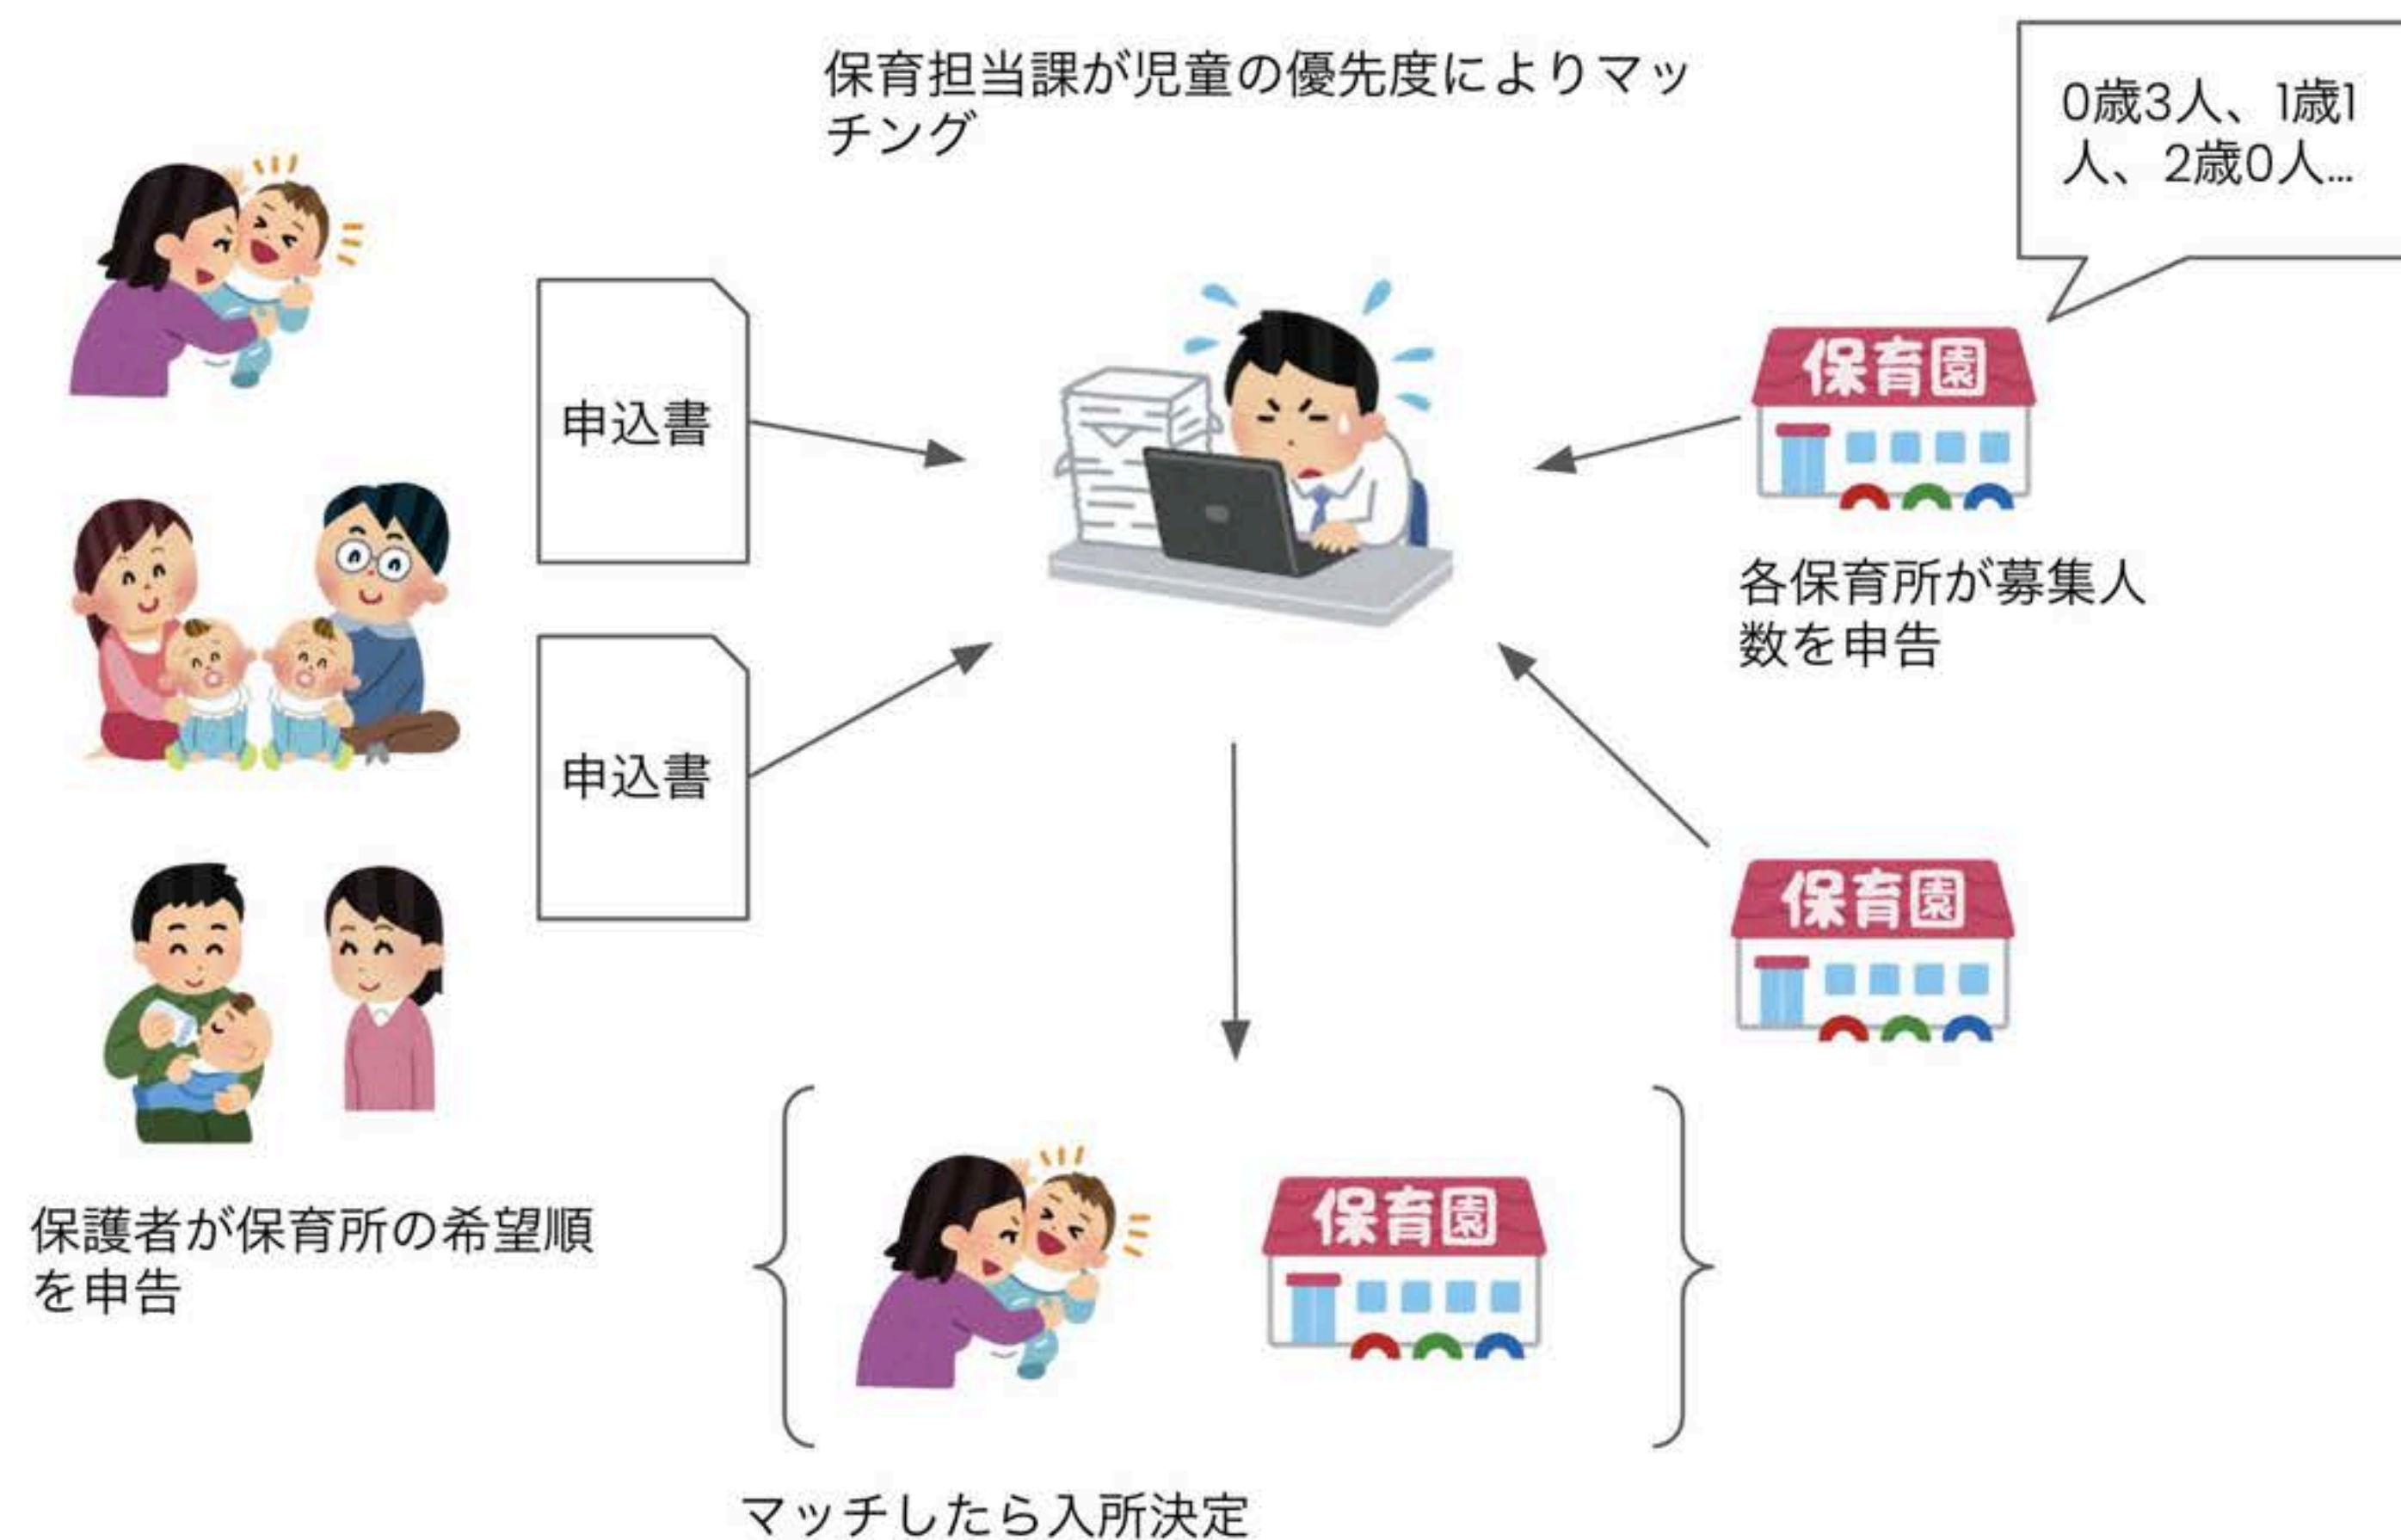 保育担当課が児童の優先度によりマッ
チング
0歳3人、1歳1
人、2歳0人...
申込書
保育園
各保育所が募集人
数を申告
申込書
保育園
保護者が保育所の希望順
を申告
保育園
マッチしたら入所決定